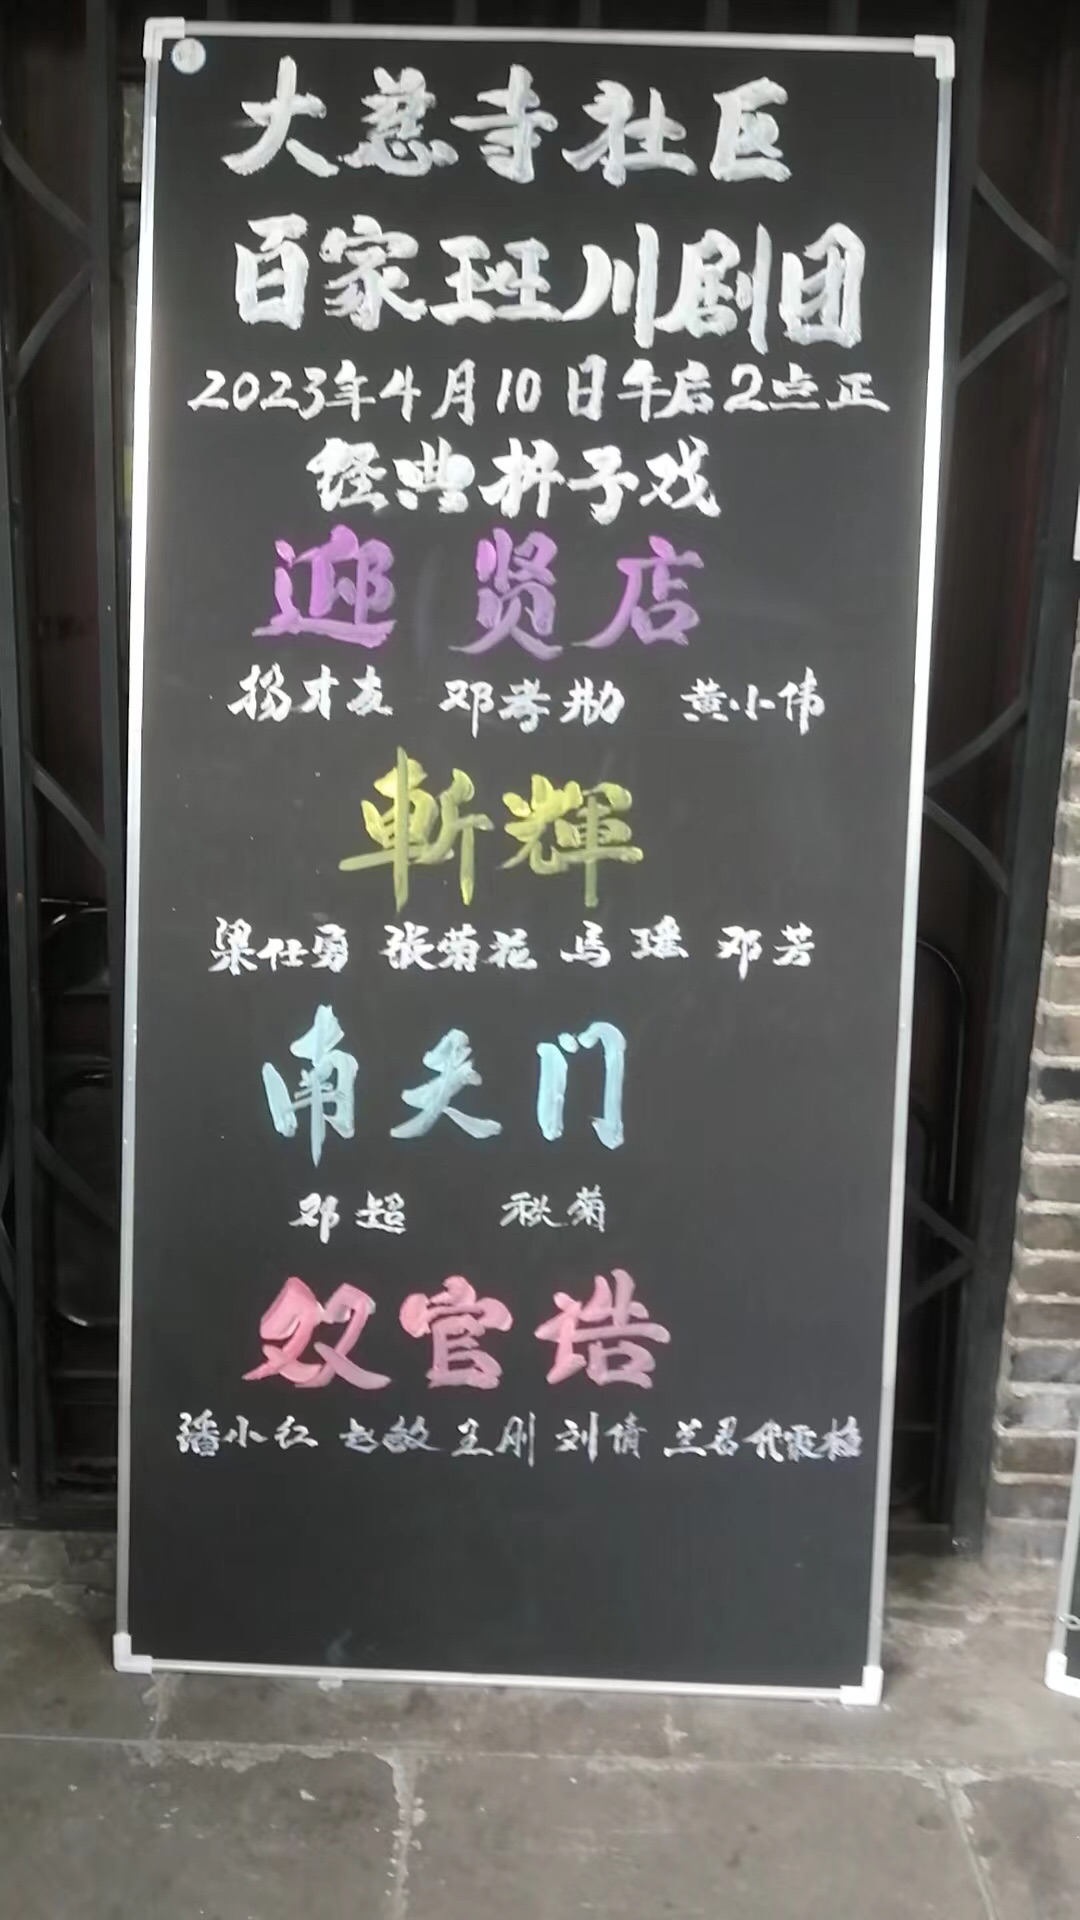 大慈寺社区
百家班川剧团
2023年4月10日午后2点正
经典折子戏
迎贤店
杨才友 邓孝勋 黄小伟
斬輝
梁仕勇 张菊花 马瑶 邓芳
南天门
邓超 秋菊
双官诰
潘小红 赵敏 王刚 刘倩 兰君代霞梅